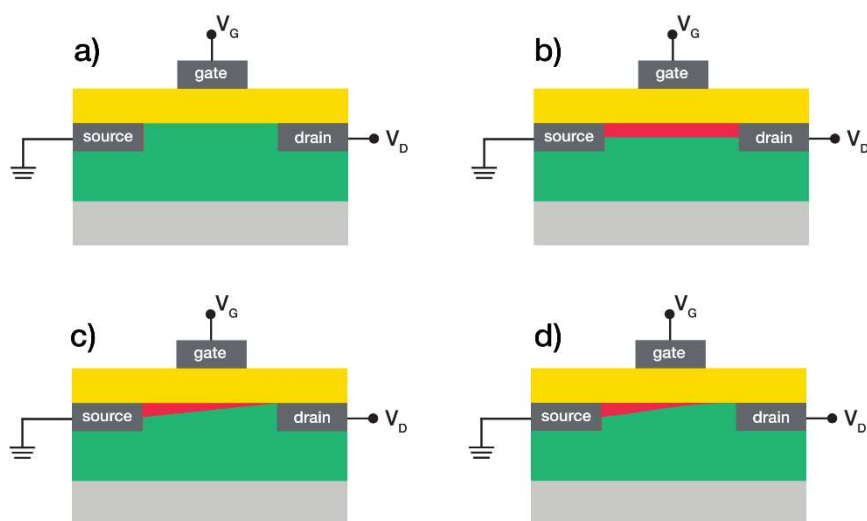 a)
V_G
gate
source
drain
V_D
b)
V_G
gate
source
drain
V_D
c)
V_G
gate
source
drain
V_D
d)
V_G
gate
source
drain
V_D